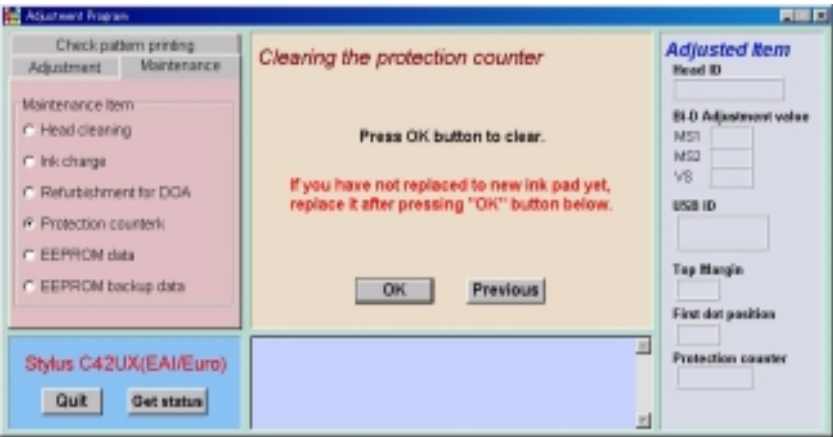 Adjustment Program
Check pattern printing
Adjustment
Maintenance
Maintenance Item
Head cleaning
Ink charge
Refurbishment for DOA
Protection counterk
EEPROM data
EEPROM backup data
Stylus C42UX(EAI/Euro)
Quit
Get status
Clearing the protection counter
Press OK button to clear.
If you have not replaced to new ink pad yet,
replace it after pressing "OK" button below.
OK
Previous
Adjusted Item
Head ID
Bi-D Adjustment value
MS1
MS2
VS
USB ID
Top Margin
First dot position
Protection counter